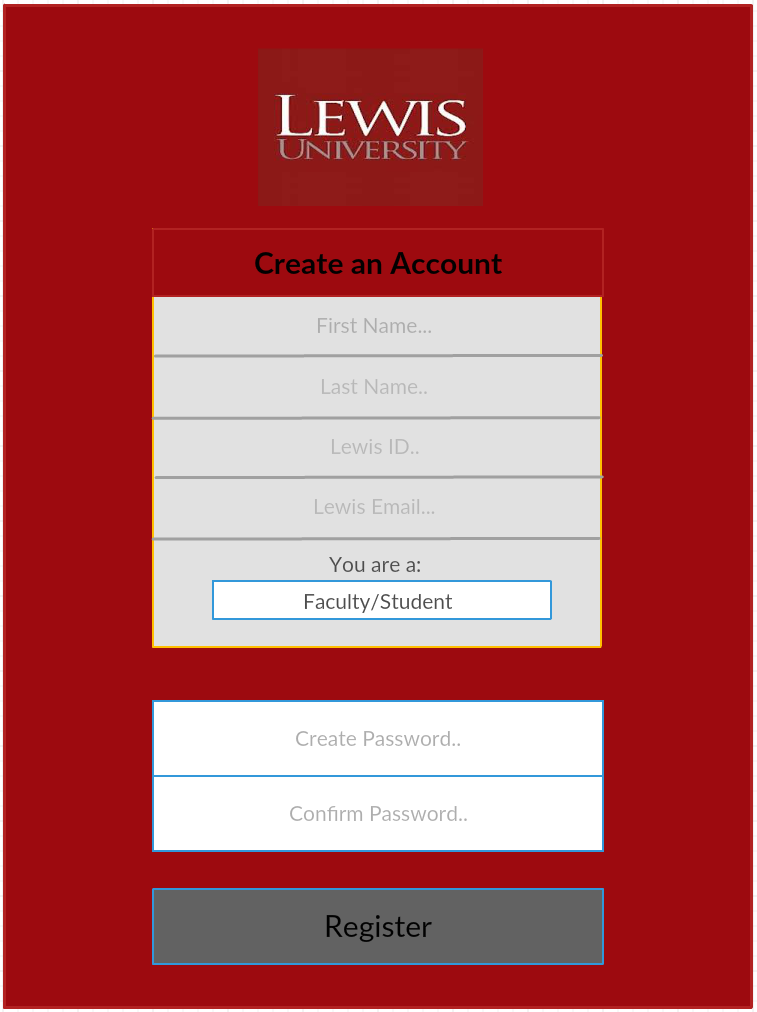 LEWIS
UNIVERSITY
Create an Account
First Name...
Last Name..
Lewis ID..
Lewis Email...
You are a:
Faculty/Student
Create Password..
Confirm Password..
Register